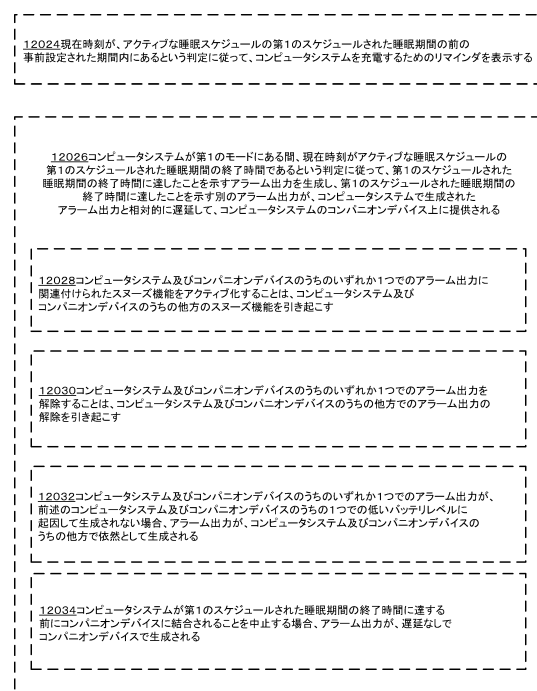 12024現在時刻が、アクティブな睡眠スケジュールの第1のスケジュールされた睡眠期間の前の
事前設定された期間内にあるという判定に従って、コンピュータシステムを充電するためのリマインダを表示する
12026コンピュータシステムが第1のモードにある間、現在時刻がアクティブな睡眠スケジュールの
第1のスケジュールされた睡眠期間の終了時間であるという判定に従って、第1のスケジュールされた
睡眠期間の終了時間に達したことを示すアラーム出力を生成し、第1のスケジュールされた睡眠期間の
終了時間に達したことを示す別のアラーム出力が、コンピュータシステムで生成された
アラーム出力と相対的に遅延して、コンピュータシステムのコンパニオンデバイス上に提供される
12028コンピュータシステム及びコンパニオンデバイスのうちのいずれか1つでのアラーム出力に
関連付けられたスヌーズ機能をアクティブ化することは、コンピュータシステム及び
コンパニオンデバイスのうちの他方のスヌーズ機能を引き起こす
12030コンピュータシステム及びコンパニオンデバイスのうちのいずれか1つでのアラーム出力を
解除することは、コンピュータシステム及びコンパニオンデバイスのうちの他方でのアラーム出力の
解除を引き起こす
12032コンピュータシステム及びコンパニオンデバイスのうちのいずれか1つでのアラーム出力が、
前述のコンピュータシステム及びコンパニオンデバイスのうちの1つでの低いバッテリレベルに
起因して生成されない場合、アラーム出力が、コンピュータシステム及びコンパニオンデバイスの
うちの他方で依然として生成される
12034コンピュータシステムが第1のスケジュールされた睡眠期間の終了時間に達する
前にコンパニオンデバイスに結合されることを中止する場合、アラーム出力が、遅延なしで
コンパニオンデバイスで生成される